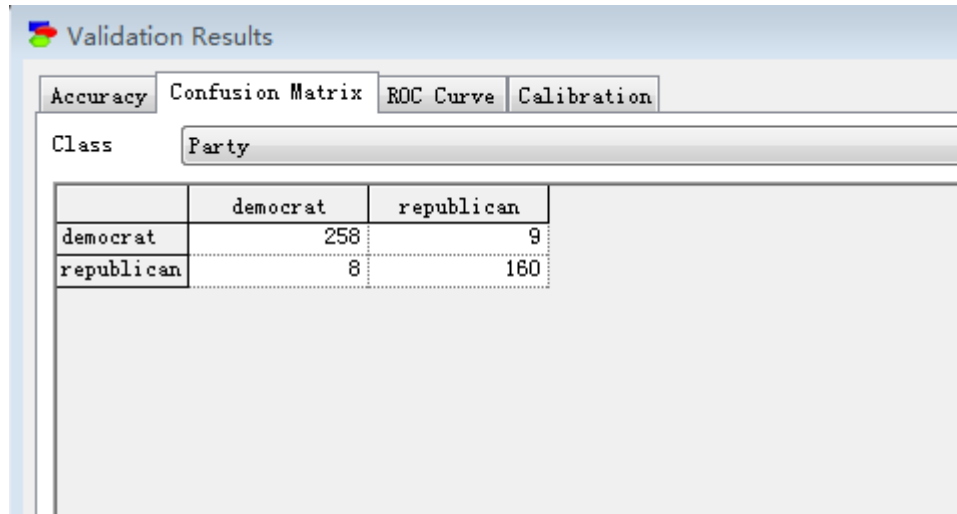 Validation Results
Accuracy Confusion Matrix ROC Curve Calibration
Class Party
democrat republican
democrat 258 9
republican 8 160